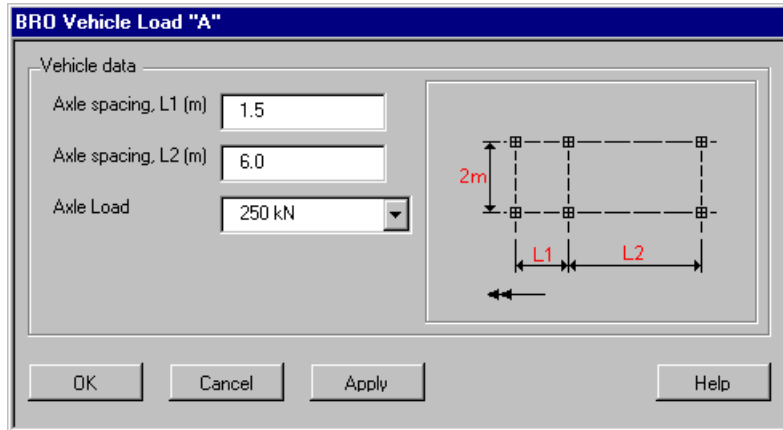 BRO Vehicle Load "A"
Vehicle data
Axle spacing, L1 (m) 1.5
Axle spacing, L2 (m) 6.0
Axle Load 250 kN
2m
L1 L2
OK Cancel Apply Help